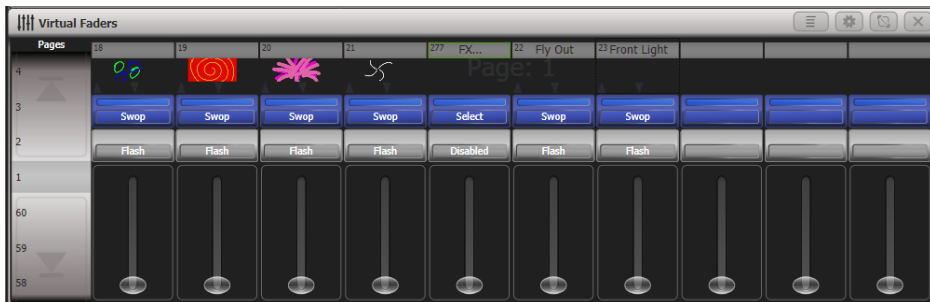 Virtual Faders
Pages
18 19 20 21 277 FX... 22 Fly Out 23 Front Light
Page: 1
4
3
2
1
60
59
58
Swop Swop Swop Swop Select Swop Swop
Flash Flash Flash Flash Disabled Flash Flash